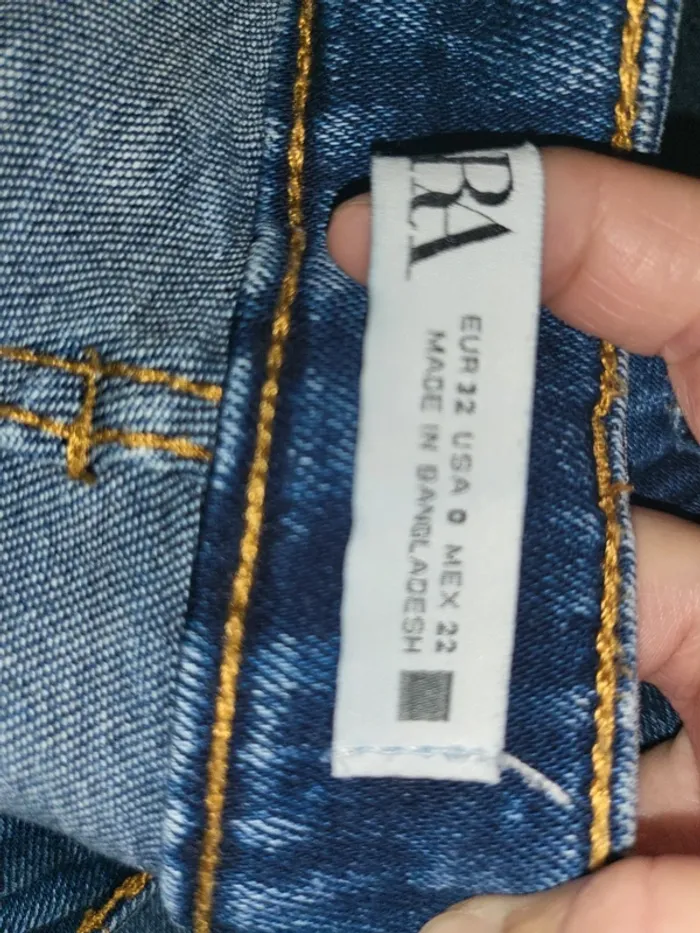 RA
EUR 32 USA 0 MEX 22
MADE IN BANGLADESH